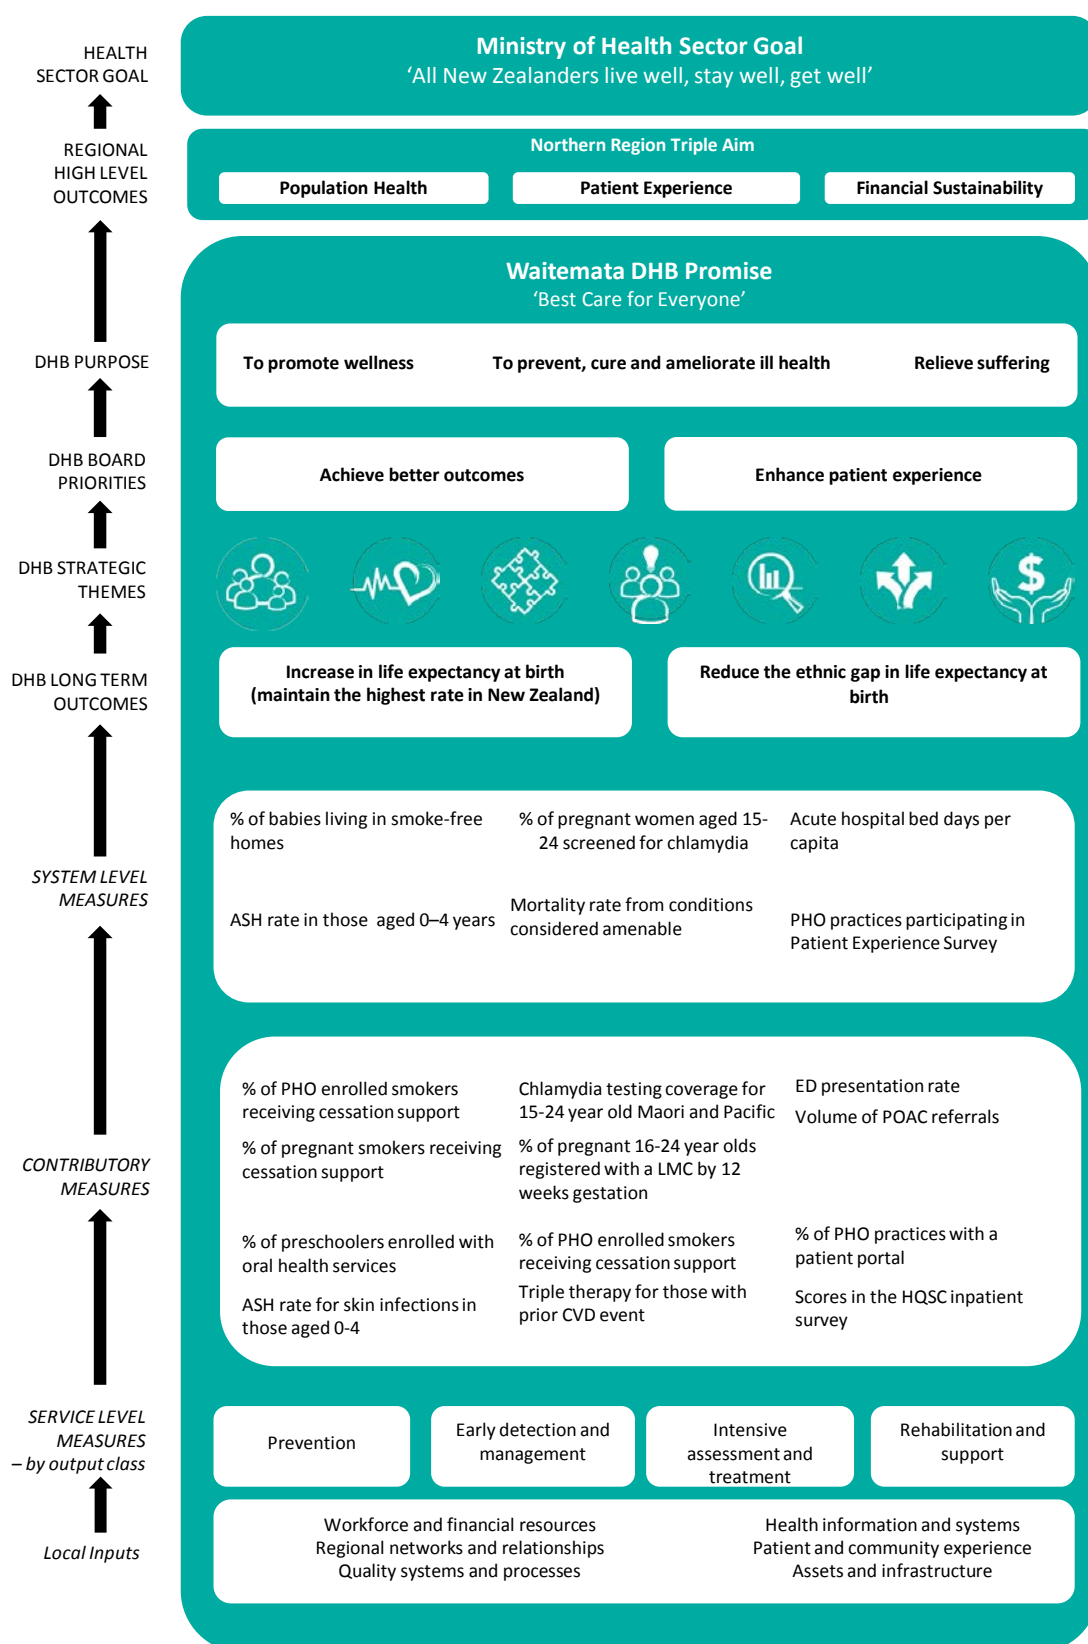 HEALTH
SECTOR GOAL
Ministry of Health Sector Goal
‘All New Zealanders live well, stay well, get well’
REGIONAL
HIGH LEVEL
OUTCOMES
Northern Region Triple Aim
Population Health
Patient Experience
Financial Sustainability
Waitemata DHB Promise
‘Best Care for Everyone’
DHB PURPOSE
To promote wellness
To prevent, cure and ameliorate ill health
Relieve suffering
DHB BOARD
PRIORITIES
Achieve better outcomes
Enhance patient experience
DHB STRATEGIC
THEMES
$
DHB LONG TERM
OUTCOMES
Increase in life expectancy at birth
(maintain the highest rate in New Zealand)
Reduce the ethnic gap in life expectancy at
birth
SYSTEM LEVEL
MEASURES
% of babies living in smoke-free
homes
% of pregnant women aged 15-
24 screened for chlamydia
Acute hospital bed days per
capita
ASH rate in those aged 0–4 years
Mortality rate from conditions
considered amenable
PHO practices participating in
Patient Experience Survey
CONTRIBUTORY
MEASURES
% of PHO enrolled smokers
receiving cessation support
Chlamydia testing coverage for
15-24 year old Maori and Pacific
ED presentation rate
Volume of POAC referrals
% of pregnant smokers receiving
cessation support
% of pregnant 16-24 year olds
registered with a LMC by 12
weeks gestation
% of preschoolers enrolled with
oral health services
% of PHO enrolled smokers
receiving cessation support
% of PHO practices with a
patient portal
ASH rate for skin infections in
those aged 0-4
Triple therapy for those with
prior CVD event
Scores in the HQSC inpatient
survey
SERVICE LEVEL
MEASURES
– by output class
Prevention
Early detection and
management
Intensive
assessment and
treatment
Rehabilitation and
support
Local Inputs
Workforce and financial resources
Regional networks and relationships
Quality systems and processes
Health information and systems
Patient and community experience
Assets and infrastructure